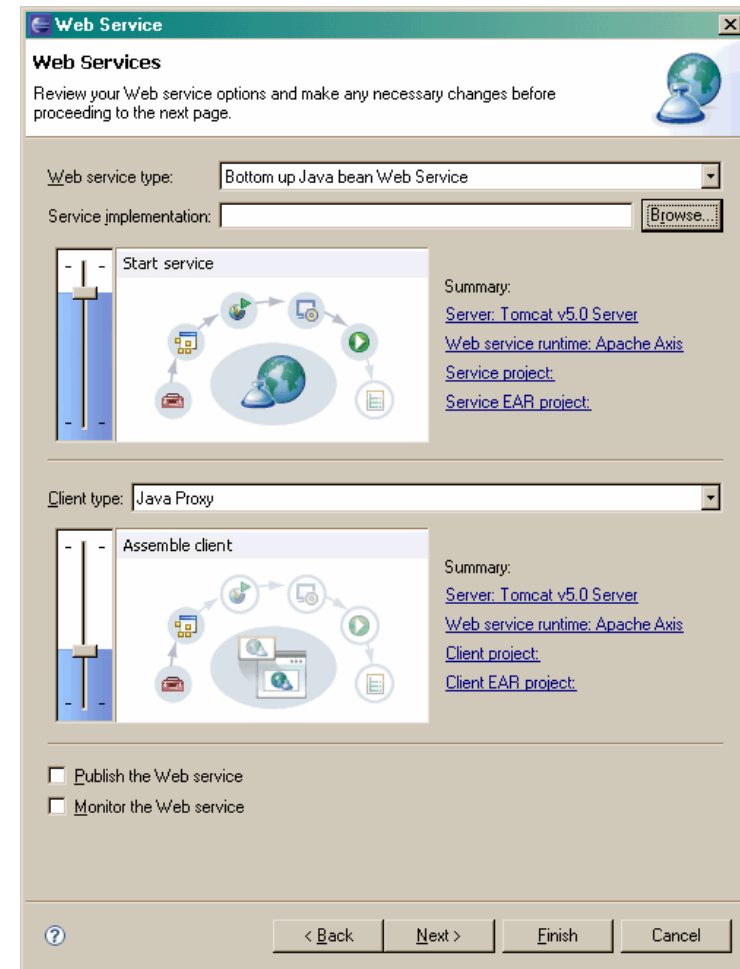 Web Service
Web Services
Review your Web service options and make any necessary changes before
proceeding to the next page.
Web service type: Bottom up Java bean Web Service
Service implementation: Browse...
Start service
Summary:
Server: Tomcat v5.0 Server
Web service runtime: Apache Axis
Service project:
Service EAR project:
Client type: Java Proxy
Assemble client
Summary:
Server: Tomcat v5.0 Server
Web service runtime: Apache Axis
Client project:
Client EAR project:
Publish the Web service
Monitor the Web service
? < Back Next > Finish Cancel